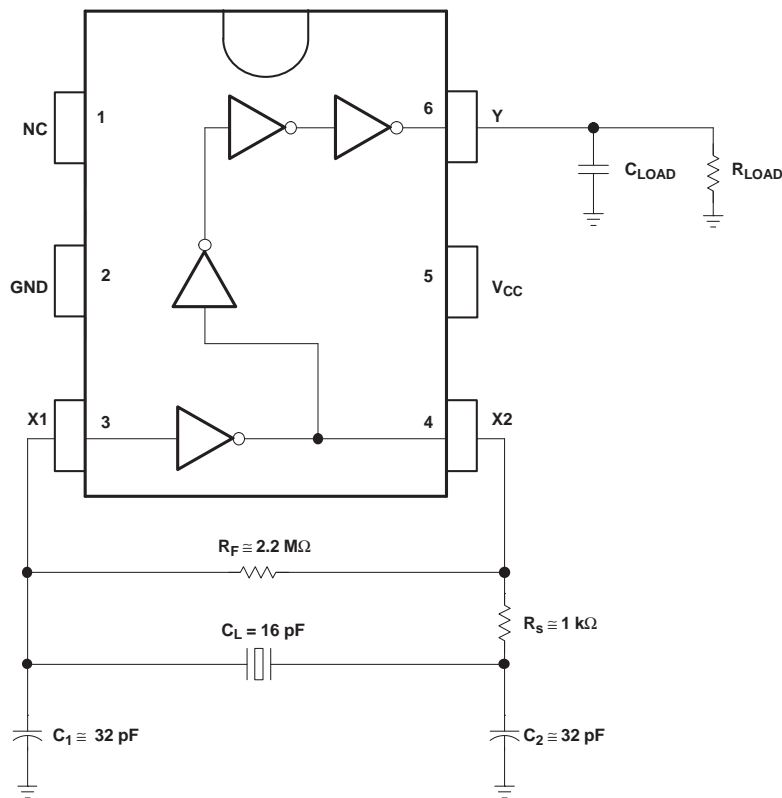 NC
1
6
Y
C_LOAD
R_LOAD
GND
2
5
V_CC
X1
3
4
X2
R_F ≅ 2.2 MΩ
R_s ≅ 1 kΩ
C_L = 16 pF
C_1 ≅ 32 pF
C_2 ≅ 32 pF